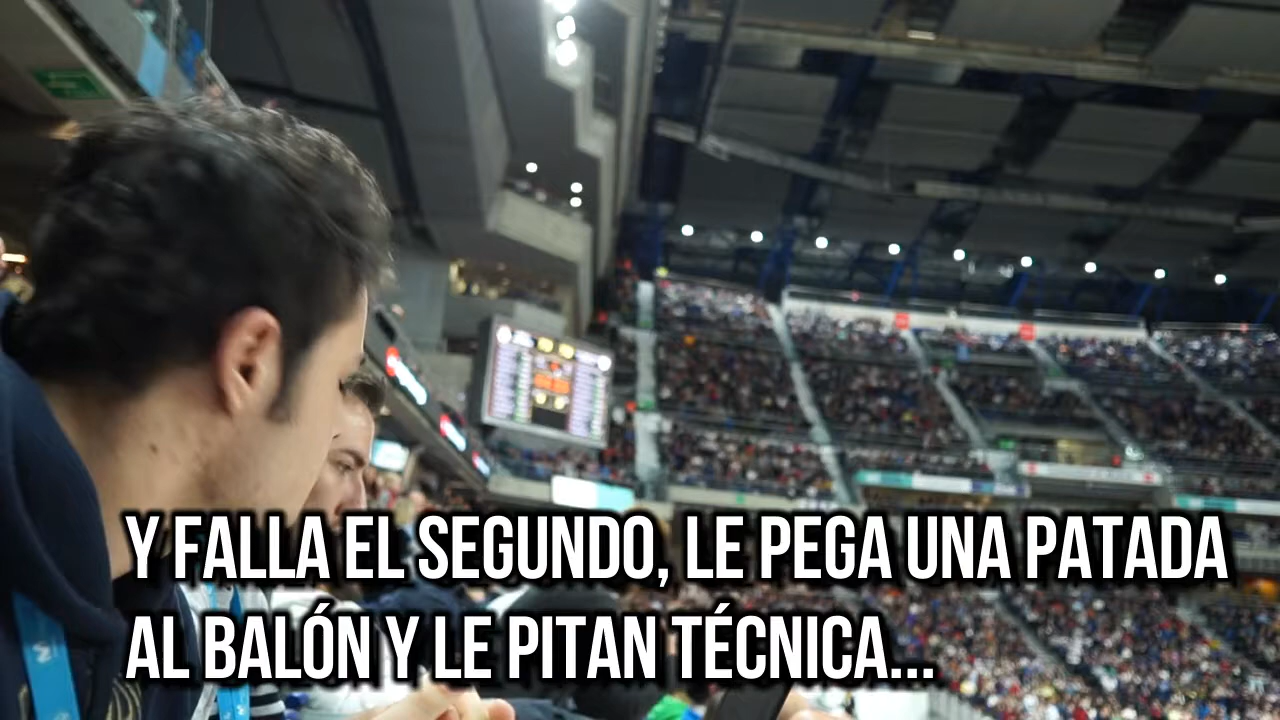 Y FALLA EL SEGUNDO, LE PEGA UNA PATADA
AL BALÓN Y LE PITAN TÉCNICA...